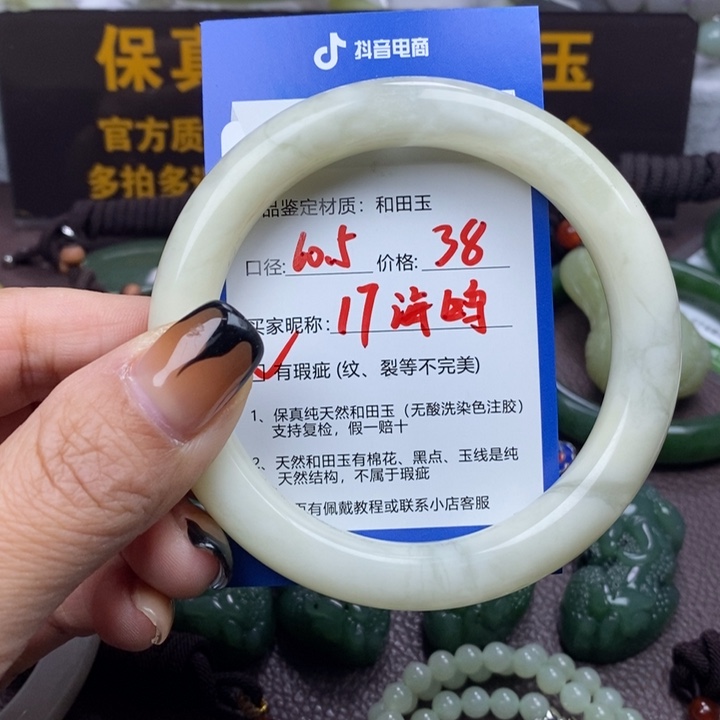 抖音电商
保真
玉
官方质
多拍多
品鉴定材质：和田玉
口径:60.5 价格:38
买家昵称:17
有瑕疵 (纹、裂等不完美)
1、保真纯天然和田玉（无酸洗染色注胶）
支持复检，假一赔十
2、天然和田玉有棉花、黑点、玉线是纯
天然结构，不属于瑕疵
有佩戴教程或联系小店客服